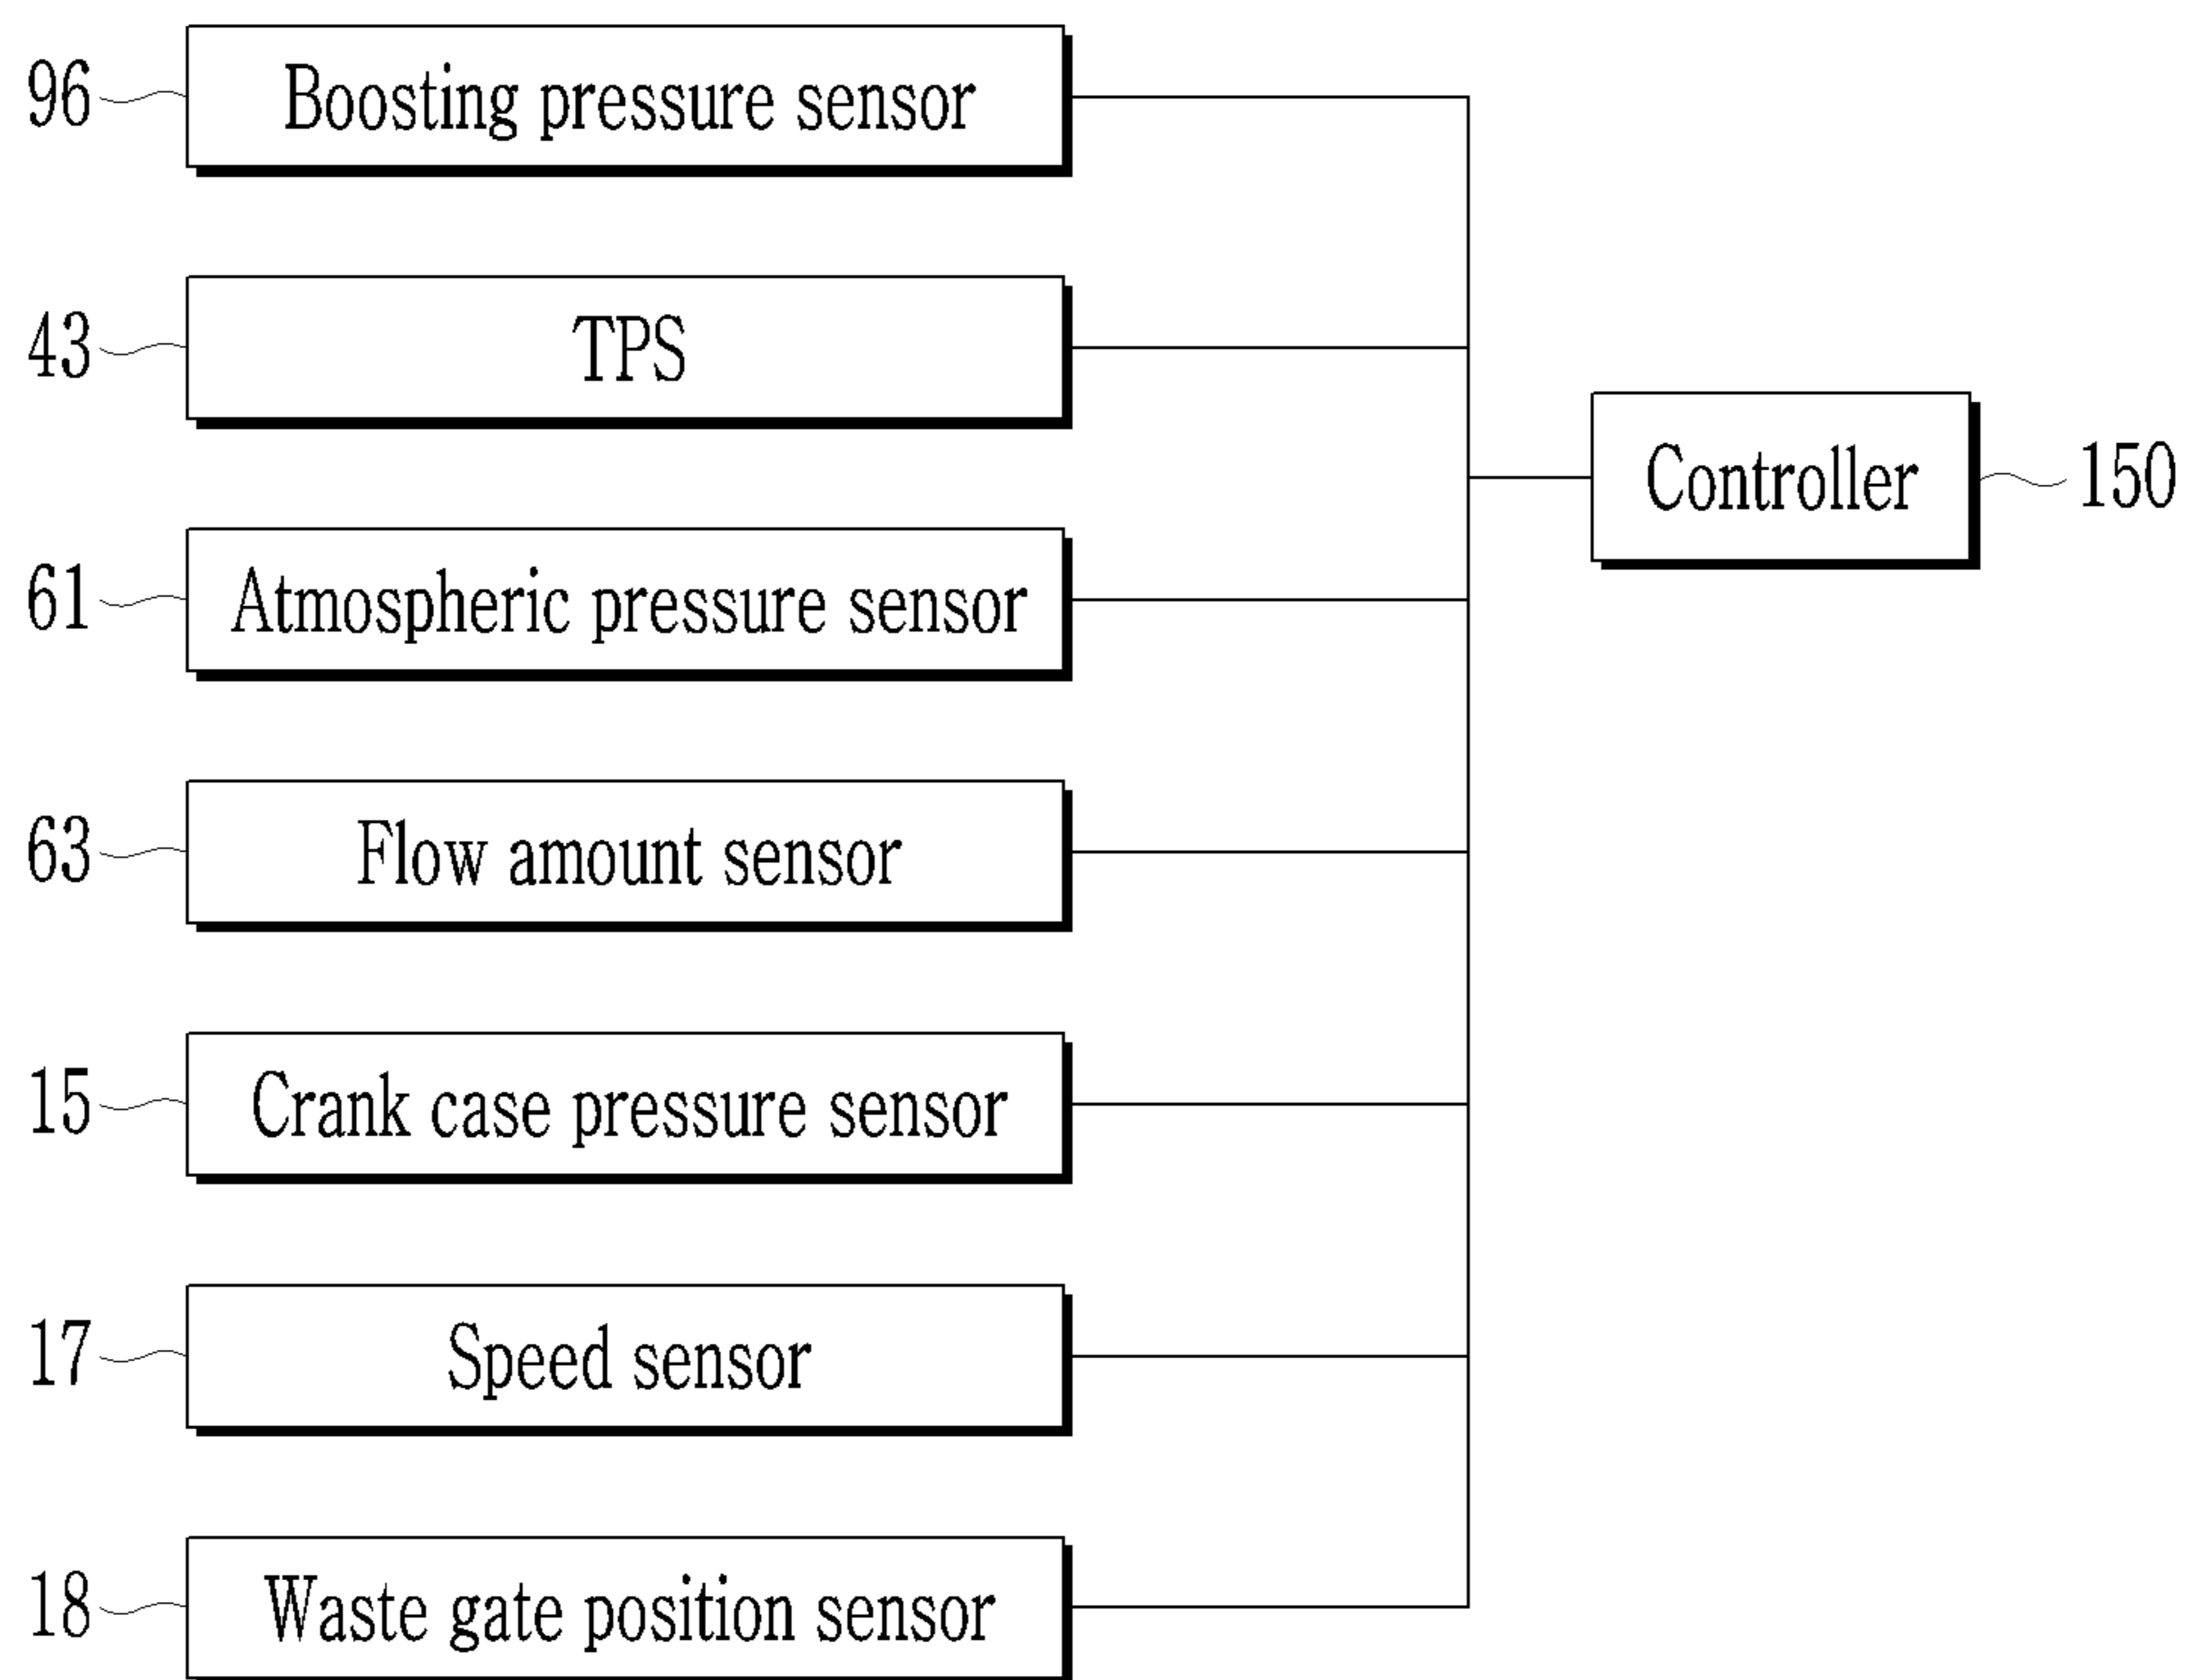 96 Boosting pressure sensor
43 TPS
Controller 150
61 Atmospheric pressure sensor
63 Flow amount sensor
15 Crank case pressure sensor
17 Speed sensor
18 Waste gate position sensor